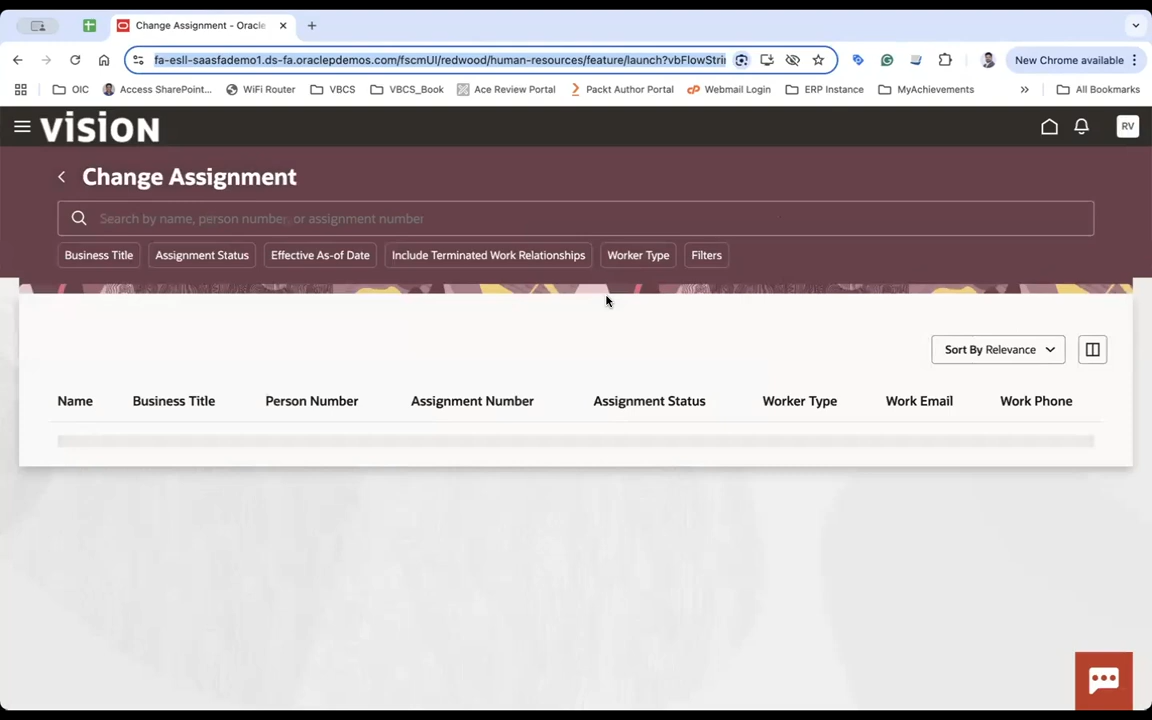 Change Assignment - Oracle
fa-esll-saasfademo1.ds-fa.oraclepdemos.com/fscmUI/redwood/human-resources/feature/launch?vbFlowStrin
New Chrome available
OIC
Access SharePoint...
WiFi Router
VBCS
VBCS_Book
Ace Review Portal
Packt Author Portal
Webmail Login
ERP Instance
MyAchievements
»
All Bookmarks
VISION
RV
Change Assignment
Search by name, person number, or assignment number
Business Title
Assignment Status
Effective As-of Date
Include Terminated Work Relationships
Worker Type
Filters
Sort By Relevance
Name
Business Title
Person Number
Assignment Number
Assignment Status
Worker Type
Work Email
Work Phone